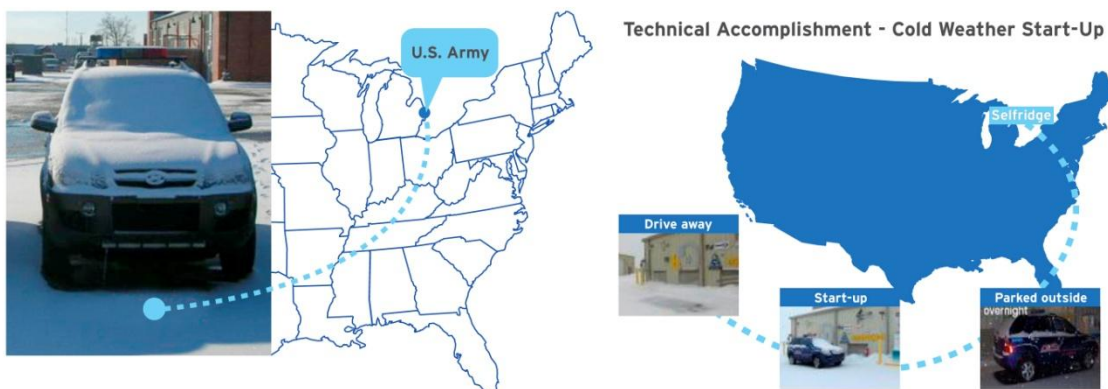 U.S. Army
Technical Accomplishment - Cold Weather Start-Up
Selfridge
Drive away
Start-up
Parked outside
overnight